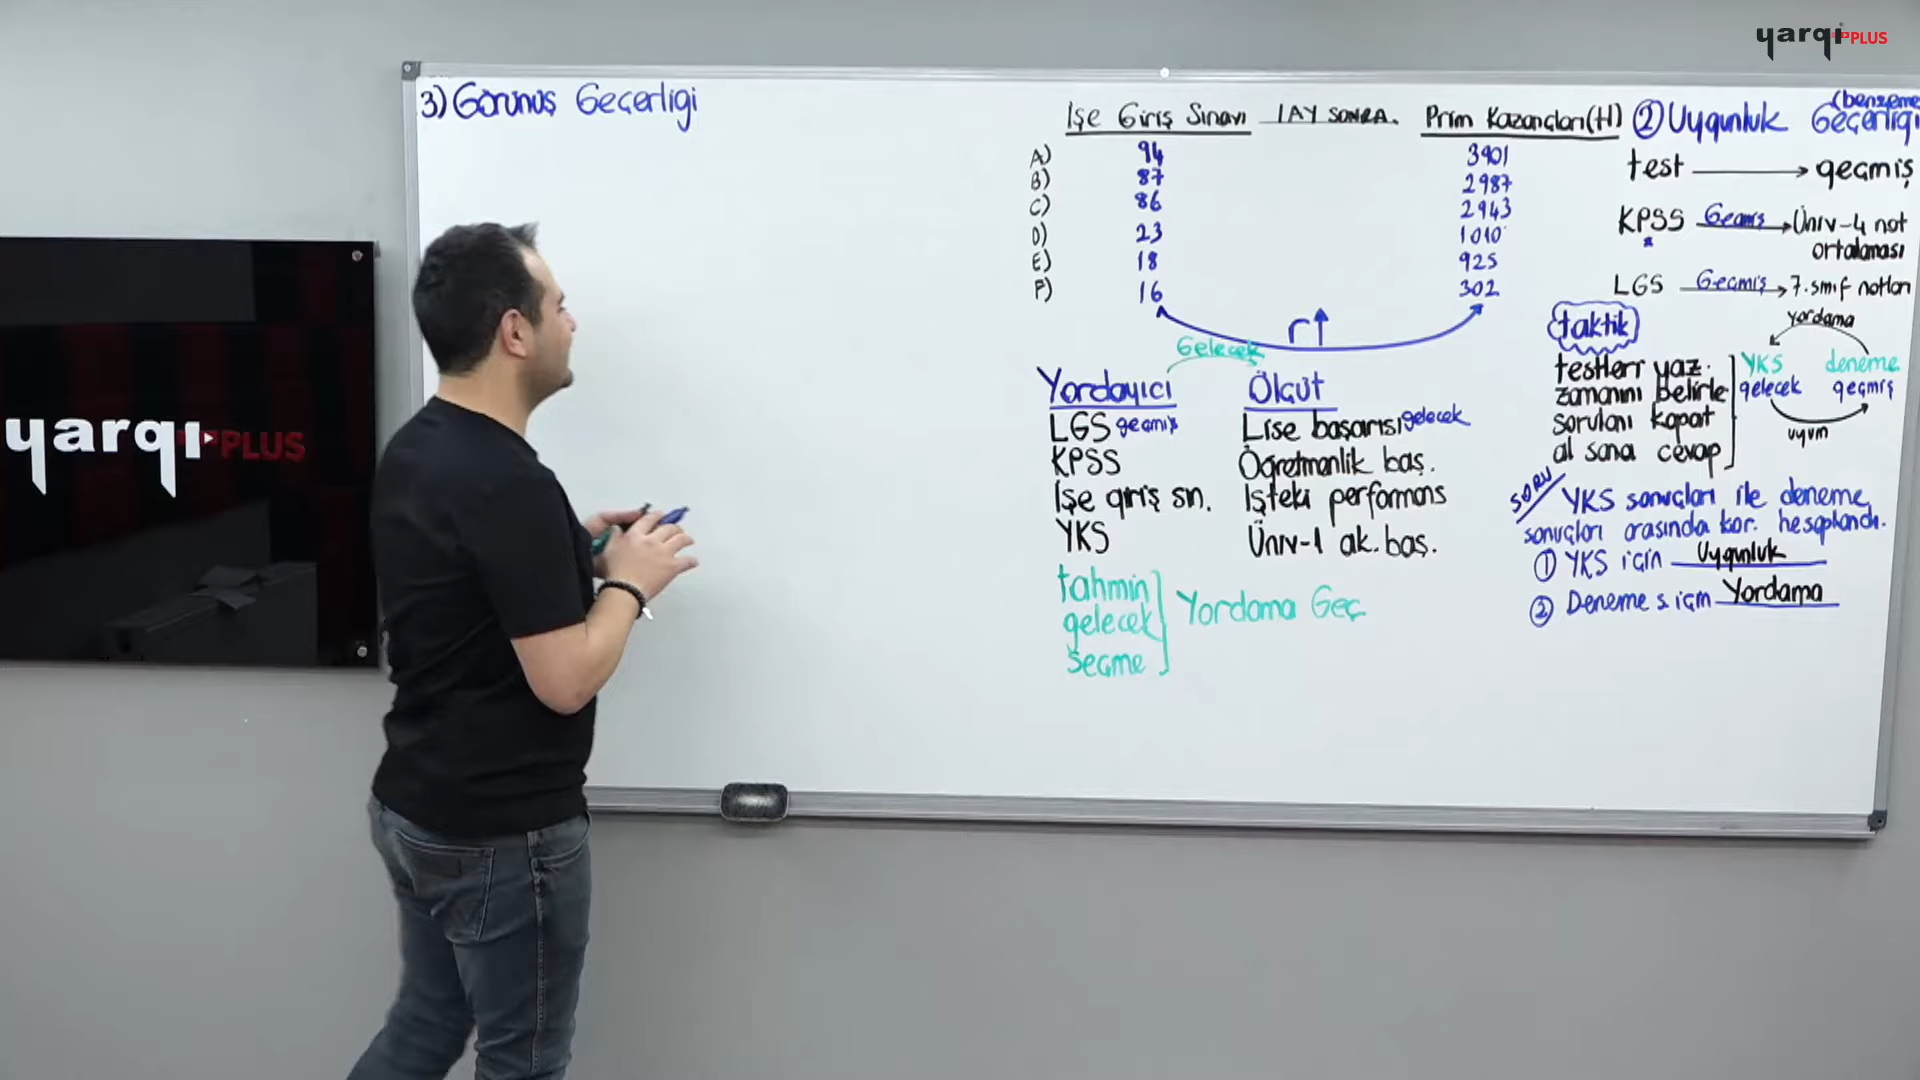 yarqi PLUS
yarqi PLUS
3) Görünüş Geçerliği
İşe Giriş Sınavı 1 AY SONRA. Prim Kazançları (H)
A) 94 3901
B) 87 2987
C) 86 2943
D) 23 1010
E) 18 925
F) 16 302
r↑
Gelecek
Yordayıcı Ölçüt
LGS geçmiş Lise başarısı gelecek
KPSS Öğretmenlik baş.
İşe giriş sn. İşteki performans
YKS Üniv-1 ak. baş.
tahmin
gelecek
seçme
Yordama Geç
(benzeme
② Uygunluk Geçerligi
test → geçmiş
KPSS Geçmiş → Üniv-4 not
ortalaması
LGS Geçmiş → 7. sınıf notları
taktik
testleri yaz.
zamanını belirle
soruları kapat
al sana cevap
yordama
YKS deneme
gelecek geçmiş
uyum
SORU YKS sonuçları ile deneme
sonuçları arasında kor. hesaplandı.
① YKS için Uygunluk
② Deneme s. için Yordama